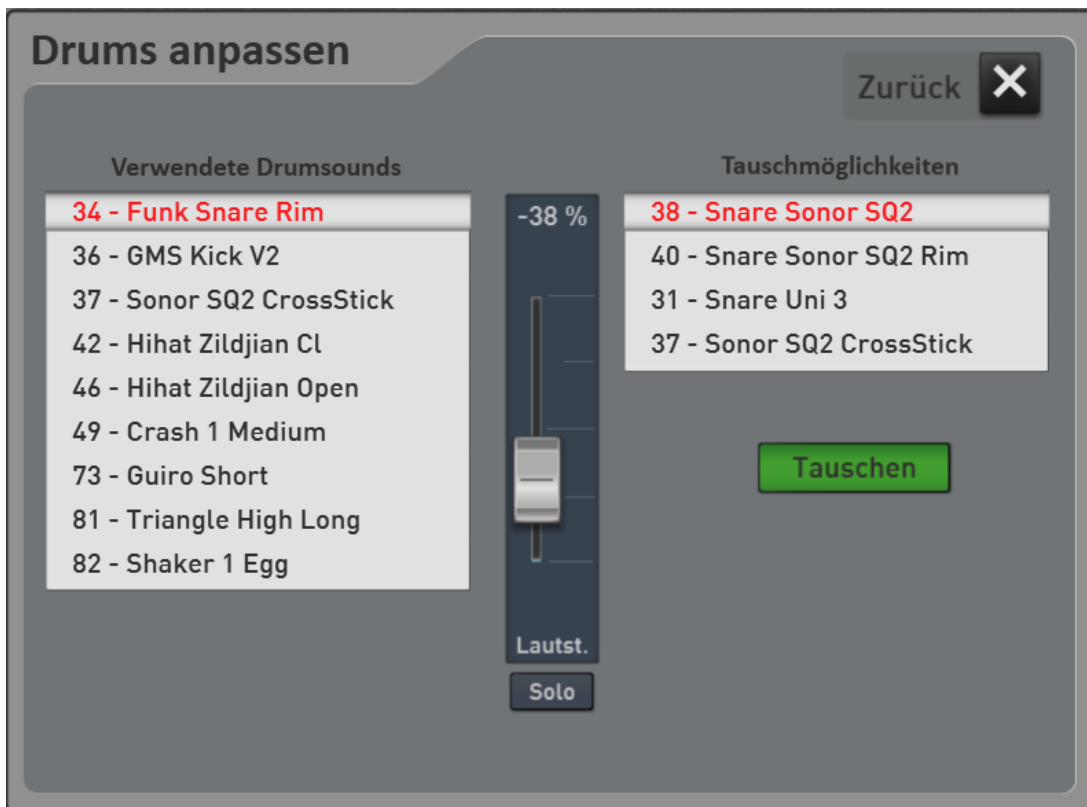 Drums anpassen
Zurück
Verwendete Drumsounds
34 - Funk Snare Rim
36 - GMS Kick V2
37 - Sonor SQ2 CrossStick
42 - Hihat Zildjian Cl
46 - Hihat Zildjian Open
49 - Crash 1 Medium
73 - Guiro Short
81 - Triangle High Long
82 - Shaker 1 Egg
-38 %
Lautst.
Solo
Tauschmöglichkeiten
38 - Snare Sonor SQ2
40 - Snare Sonor SQ2 Rim
31 - Snare Uni 3
37 - Sonor SQ2 CrossStick
Tauschen